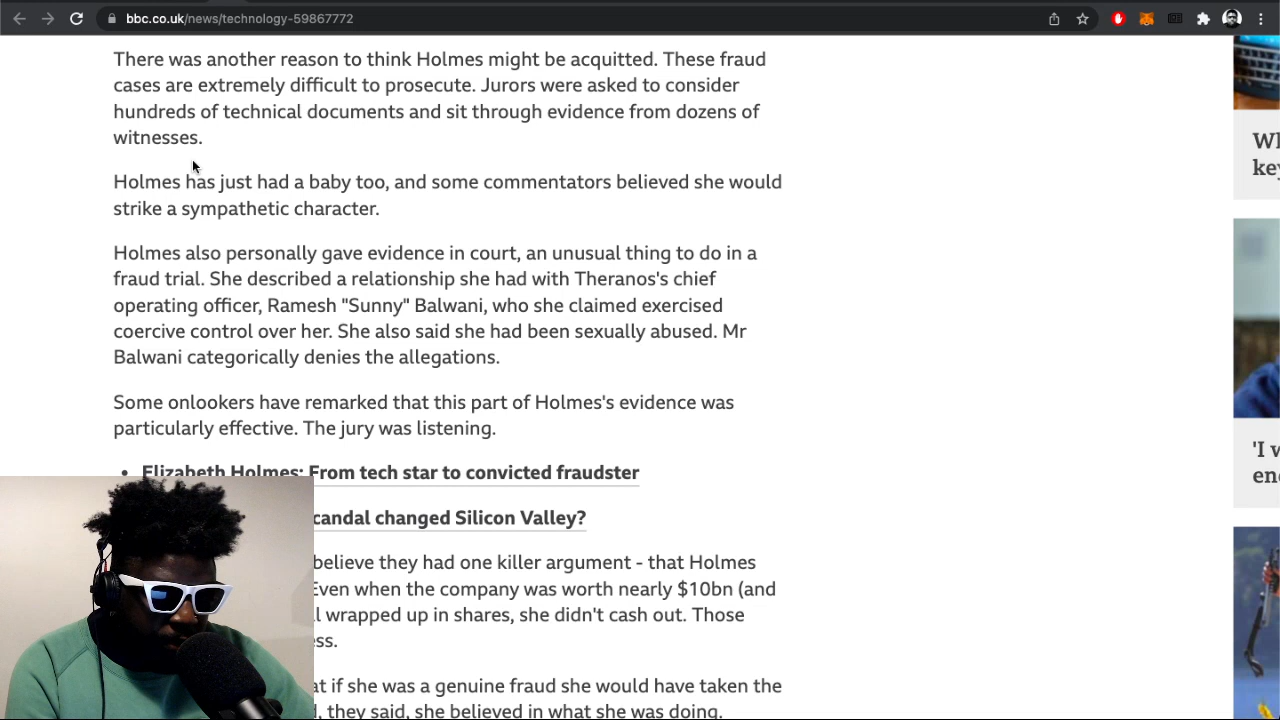 bbc.co.uk/news/technology-59867772
There was another reason to think Holmes might be acquitted. These fraud
cases are extremely difficult to prosecute. Jurors were asked to consider
hundreds of technical documents and sit through evidence from dozens of
witnesses.
Holmes has just had a baby too, and some commentators believed she would
strike a sympathetic character.
Holmes also personally gave evidence in court, an unusual thing to do in a
fraud trial. She described a relationship she had with Theranos's chief
operating officer, Ramesh "Sunny" Balwani, who she claimed exercised
coercive control over her. She also said she had been sexually abused. Mr
Balwani categorically denies the allegations.
Some onlookers have remarked that this part of Holmes's evidence was
particularly effective. The jury was listening.
• Elizabeth Holmes: From tech star to convicted fraudster
candal changed Silicon Valley?
believe they had one killer argument - that Holmes
Even when the company was worth nearly $10bn (and
l wrapped up in shares, she didn't cash out. Those
ess.
at if she was a genuine fraud she would have taken the
, they said, she believed in what she was doing.
Wh
key
'I w
end